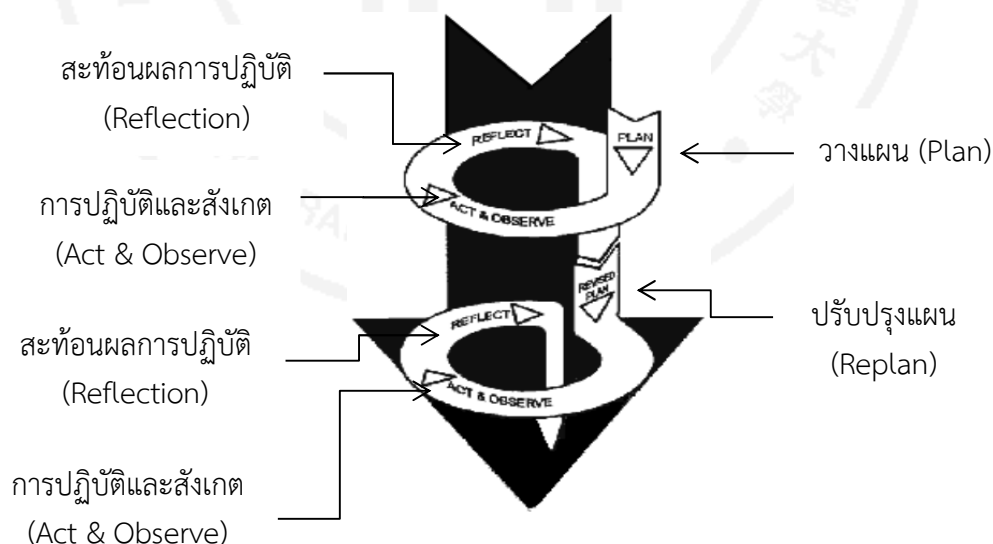 สะท้อนผลการปฏิบัติ
(Reflection)
REFLECT
PLAN
วางแผน (Plan)
การปฏิบัติและสังเกต
(Act & Observe)
ACT & OBSERVE
REVISED
PLAN
ปรับปรุงแผน
(Replan)
สะท้อนผลการปฏิบัติ
(Reflection)
REFLECT
ACT & OBSERVE
การปฏิบัติและสังเกต
(Act & Observe)
大
學